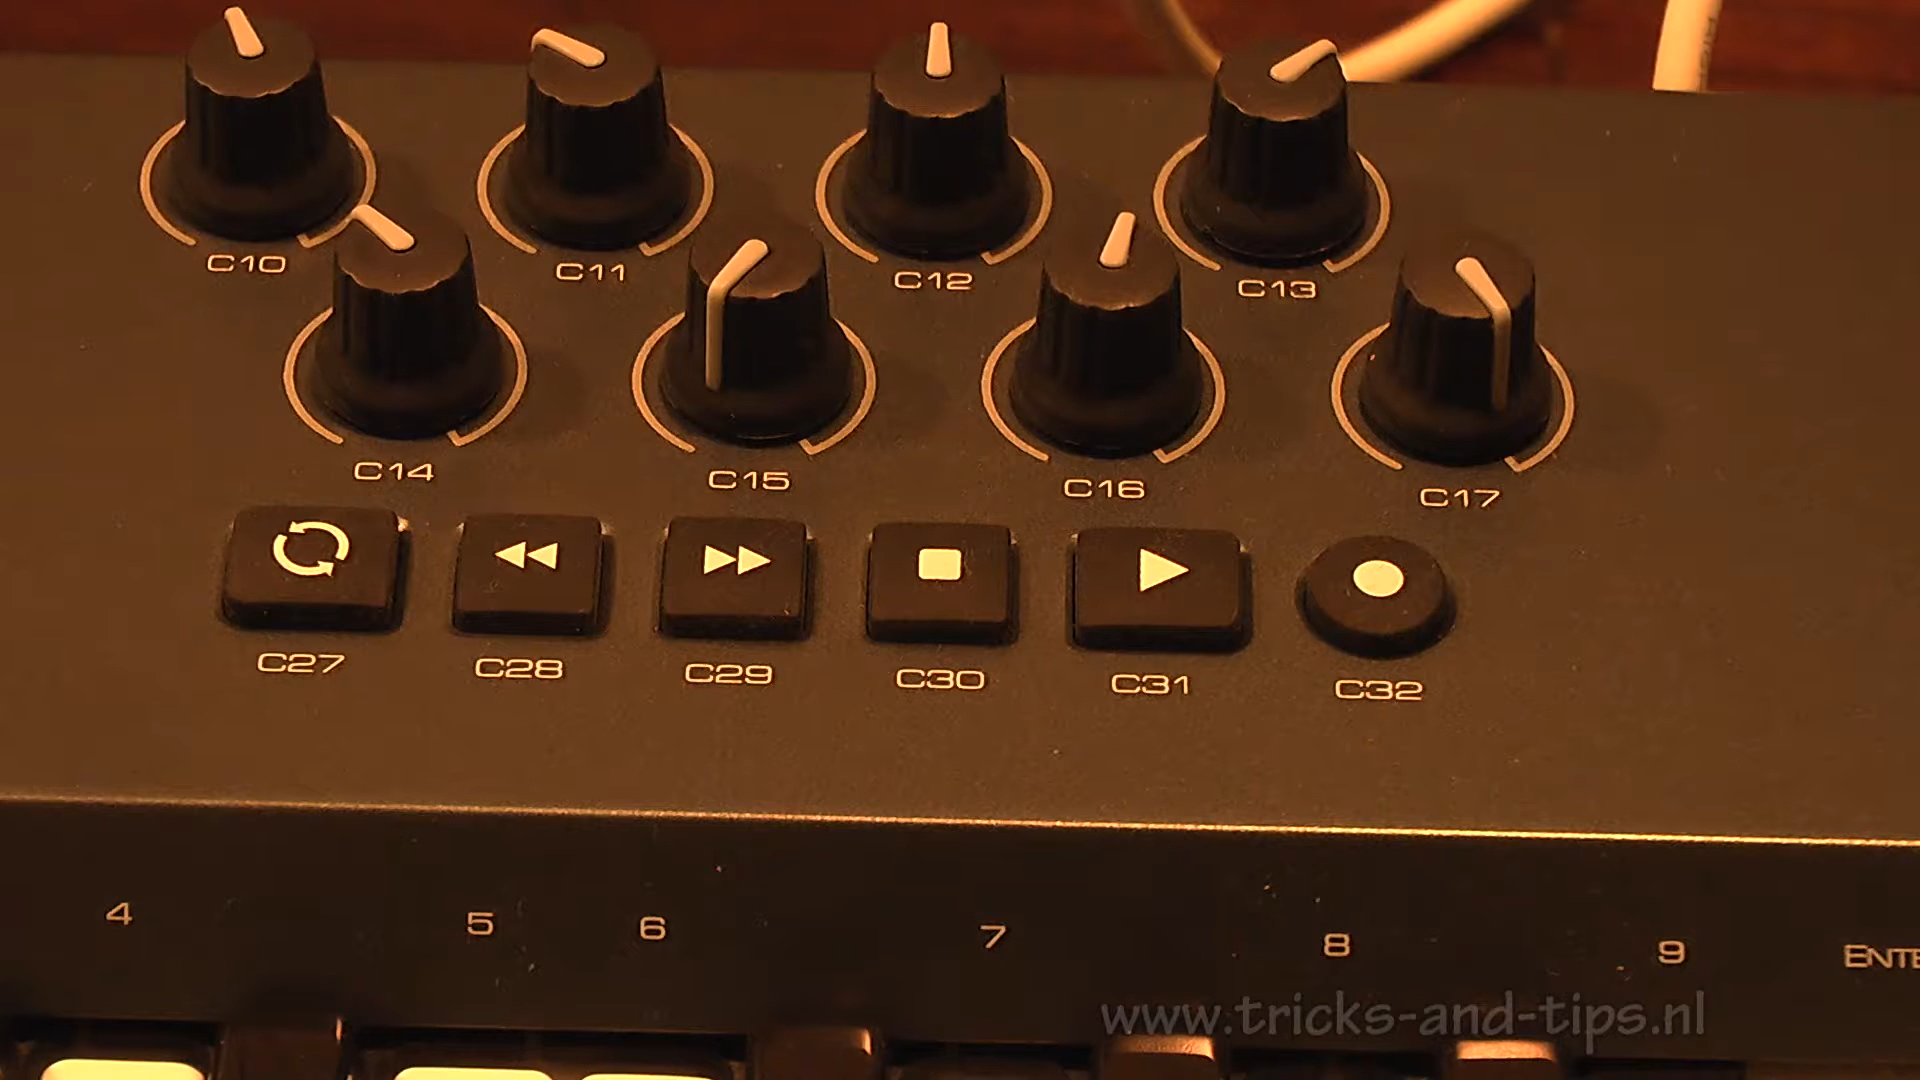 C10 C11 C12 C13
C14 C15 C16 C17
C27 C28 C29 C30 C31 C32
4 5 6 7 8 9 ENTE
www.tricks-and-tips.nl